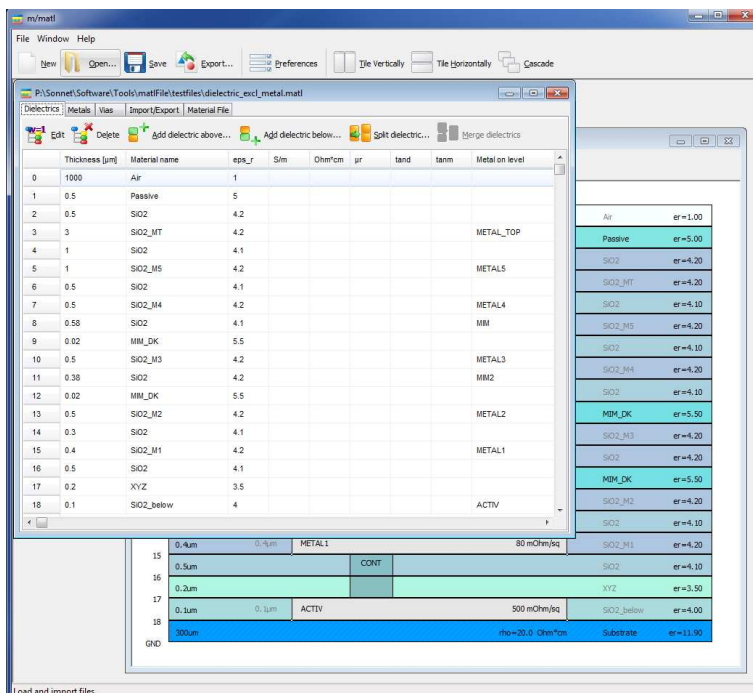 m/matl
File Window Help
New Open... Save Export... Preferences Tile Vertically Tile Horizontally Cascade
P:\Sonnet\Software\Tools\matlFile\testfiles\dielectric_excl_metal.matl
Dielectrics Metals Vias Import/Export Material File
Edit Delete Add dielectric above... Add dielectric below... Split dielectric... Merge dielectrics
Thickness [µm] Material name eps_r S/m Ohm*cm µr tand tanm Metal on level
0 1000 Air 1
1 0.5 Passive 5
2 0.5 SiO2 4.2
3 3 SiO2_MT 4.2 METAL_TOP
4 1 SiO2 4.1
5 1 SiO2_M5 4.2 METAL5
6 0.5 SiO2 4.1
7 0.5 SiO2_M4 4.2 METAL4
8 0.58 SiO2 4.1 MIM
9 0.02 MIM_DK 5.5
10 0.5 SiO2_M3 4.2 METAL3
11 0.38 SiO2 4.2 MIM2
12 0.02 MIM_DK 5.5
13 0.5 SiO2_M2 4.2 METAL2
14 0.3 SiO2 4.1
15 0.4 SiO2_M1 4.2 METAL1
16 0.5 SiO2 4.1
17 0.2 XYZ 3.5
18 0.1 SiO2_below 4 ACTIV
Air er=1.00
Passive er=5.00
SiO2 er=4.20
SiO2_MT er=4.20
SiO2 er=4.10
SiO2_M5 er=4.20
SiO2 er=4.10
SiO2_M4 er=4.20
SiO2 er=4.10
MIM_DK er=5.50
SiO2_M3 er=4.20
SiO2 er=4.20
MIM_DK er=5.50
SiO2_M2 er=4.20
SiO2 er=4.10
0.4um 0.4µm METAL1 80 mOhm/sq SiO2_M1 er=4.20
15
0.5um CONT SiO2 er=4.10
16
0.2um XYZ er=3.50
17
0.1um 0.1µm ACTIV 500 mOhm/sq SiO2_below er=4.00
18
300um rho=20.0 Ohm*cm Substrate er=11.90
GND
Load and import files